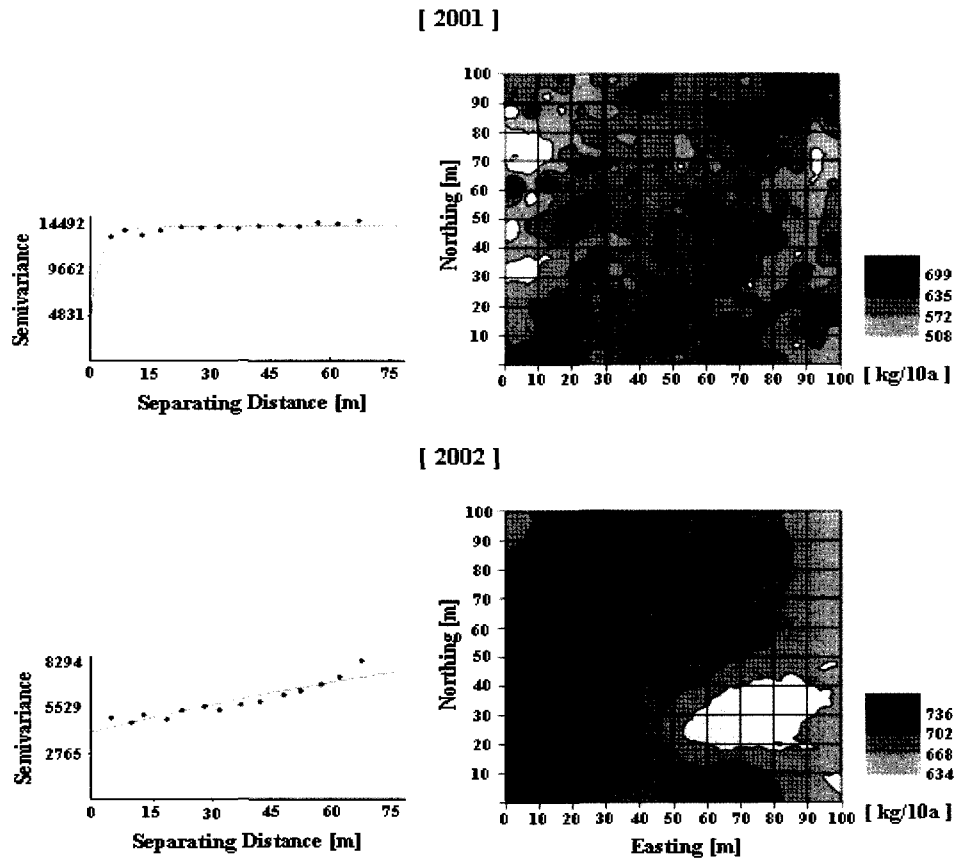 [ 2001 ]
Semivariance
14492
9662
4831
0 15 30 45 60 75
Separating Distance [m]
Northing [m]
100
90
80
70
60
50
40
30
20
10
0 10 20 30 40 50 60 70 80 90 100
699
635
572
508
[ kg/10a ]
[ 2002 ]
Semivariance
8294
5529
2765
0 15 30 45 60 75
Separating Distance [m]
Northing [m]
100
90
80
70
60
50
40
30
20
10
0 10 20 30 40 50 60 70 80 90 100
Easting [m]
736
702
668
634
[ kg/10a ]